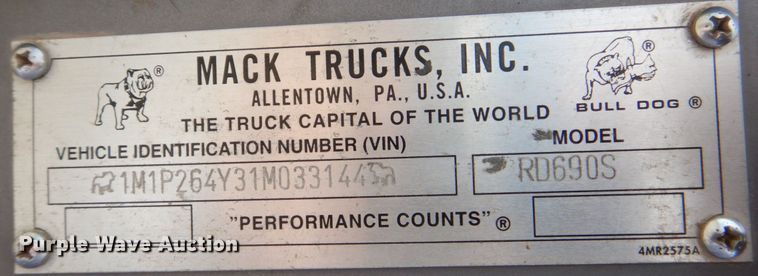 MACK TRUCKS, INC.
ALLENTOWN, PA., U.S.A.
THE TRUCK CAPITAL OF THE WORLD
BULL DOG ®
VEHICLE IDENTIFICATION NUMBER (VIN)
MODEL
1M1P264Y31M033144
RD690S
"PERFORMANCE COUNTS" ®
Purple Wave Auction
4MR2575A